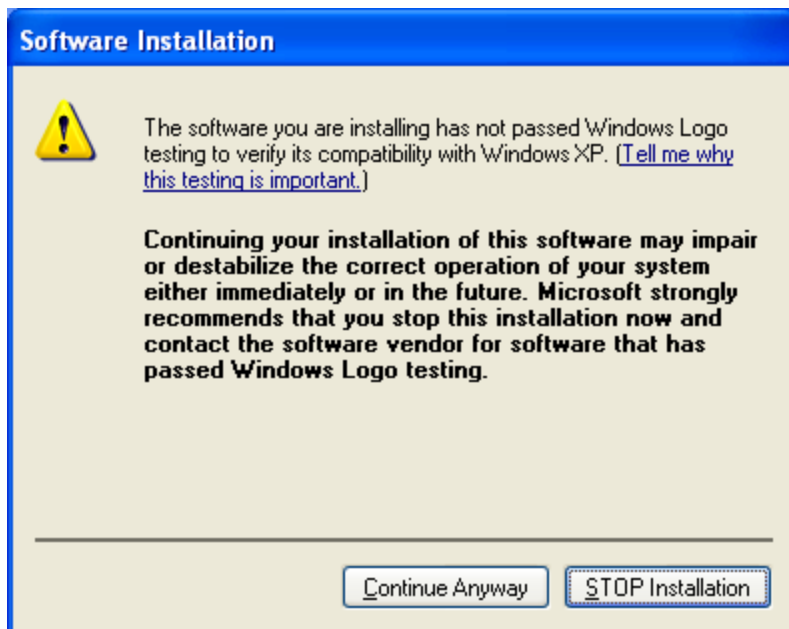 Software Installation
The software you are installing has not passed Windows Logo
testing to verify its compatibility with Windows XP. (Tell me why
this testing is important.)
Continuing your installation of this software may impair
or destabilize the correct operation of your system
either immediately or in the future. Microsoft strongly
recommends that you stop this installation now and
contact the software vendor for software that has
passed Windows Logo testing.
Continue Anyway
STOP Installation